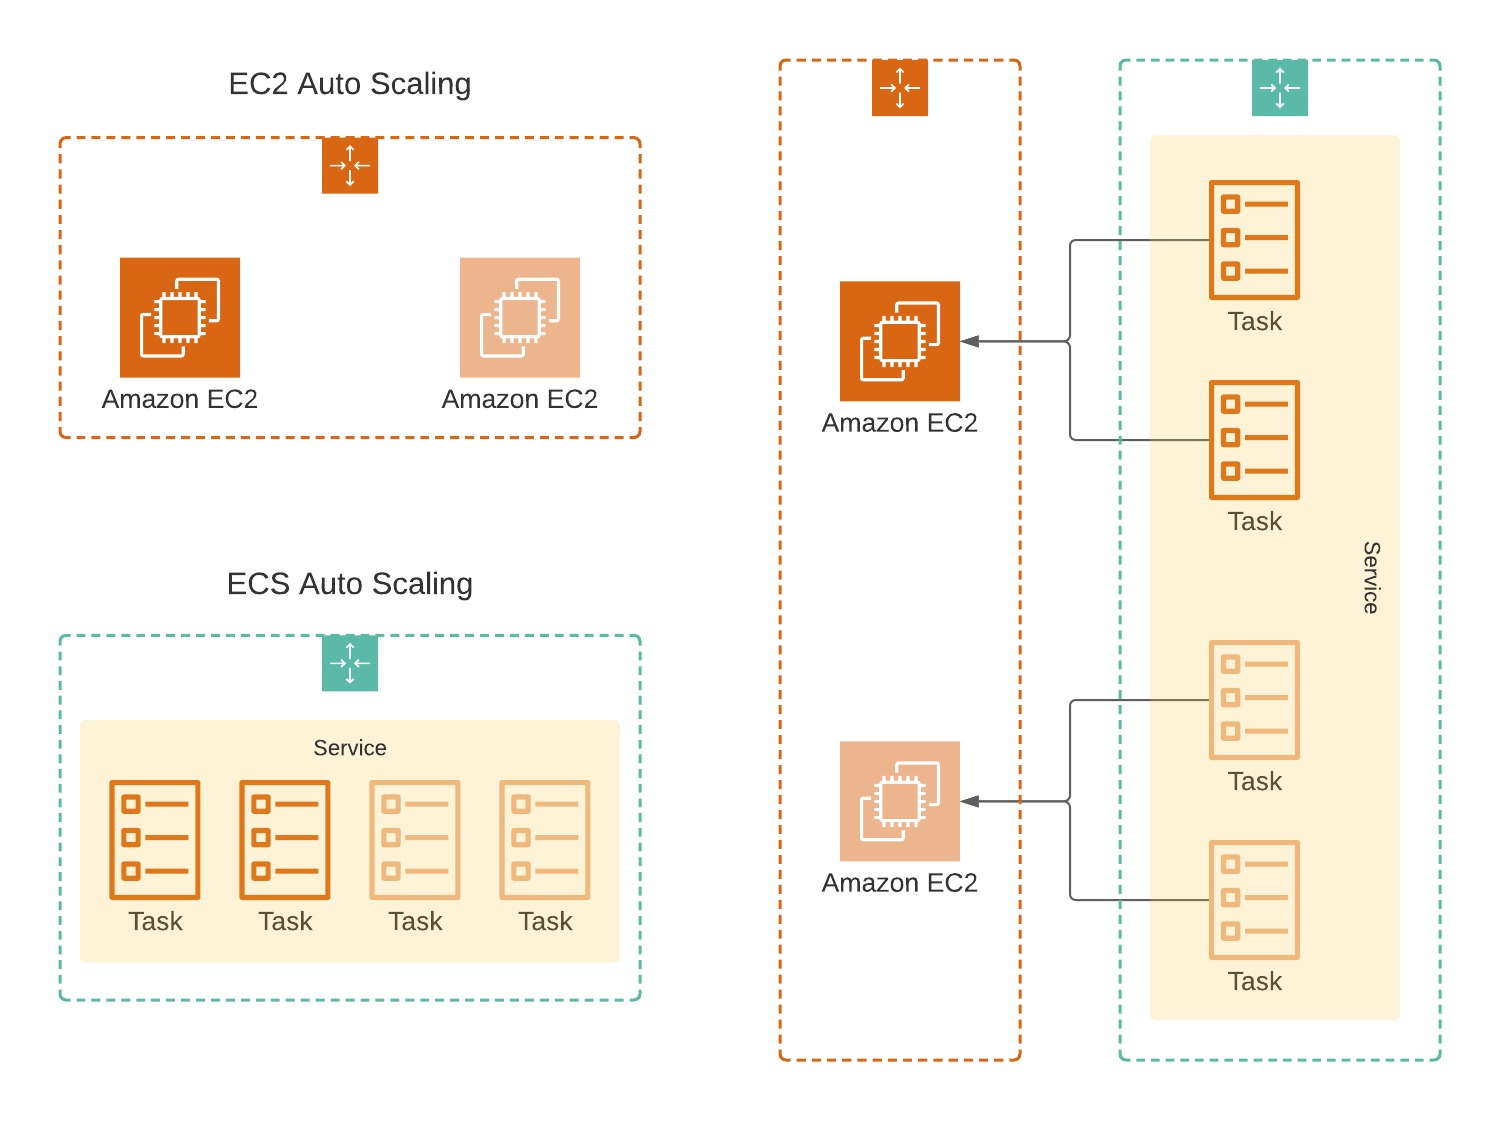 EC2 Auto Scaling
Amazon EC2
Amazon EC2
ECS Auto Scaling
Service
Task
Task
Task
Task
Amazon EC2
Amazon EC2
Task
Task
Service
Task
Task